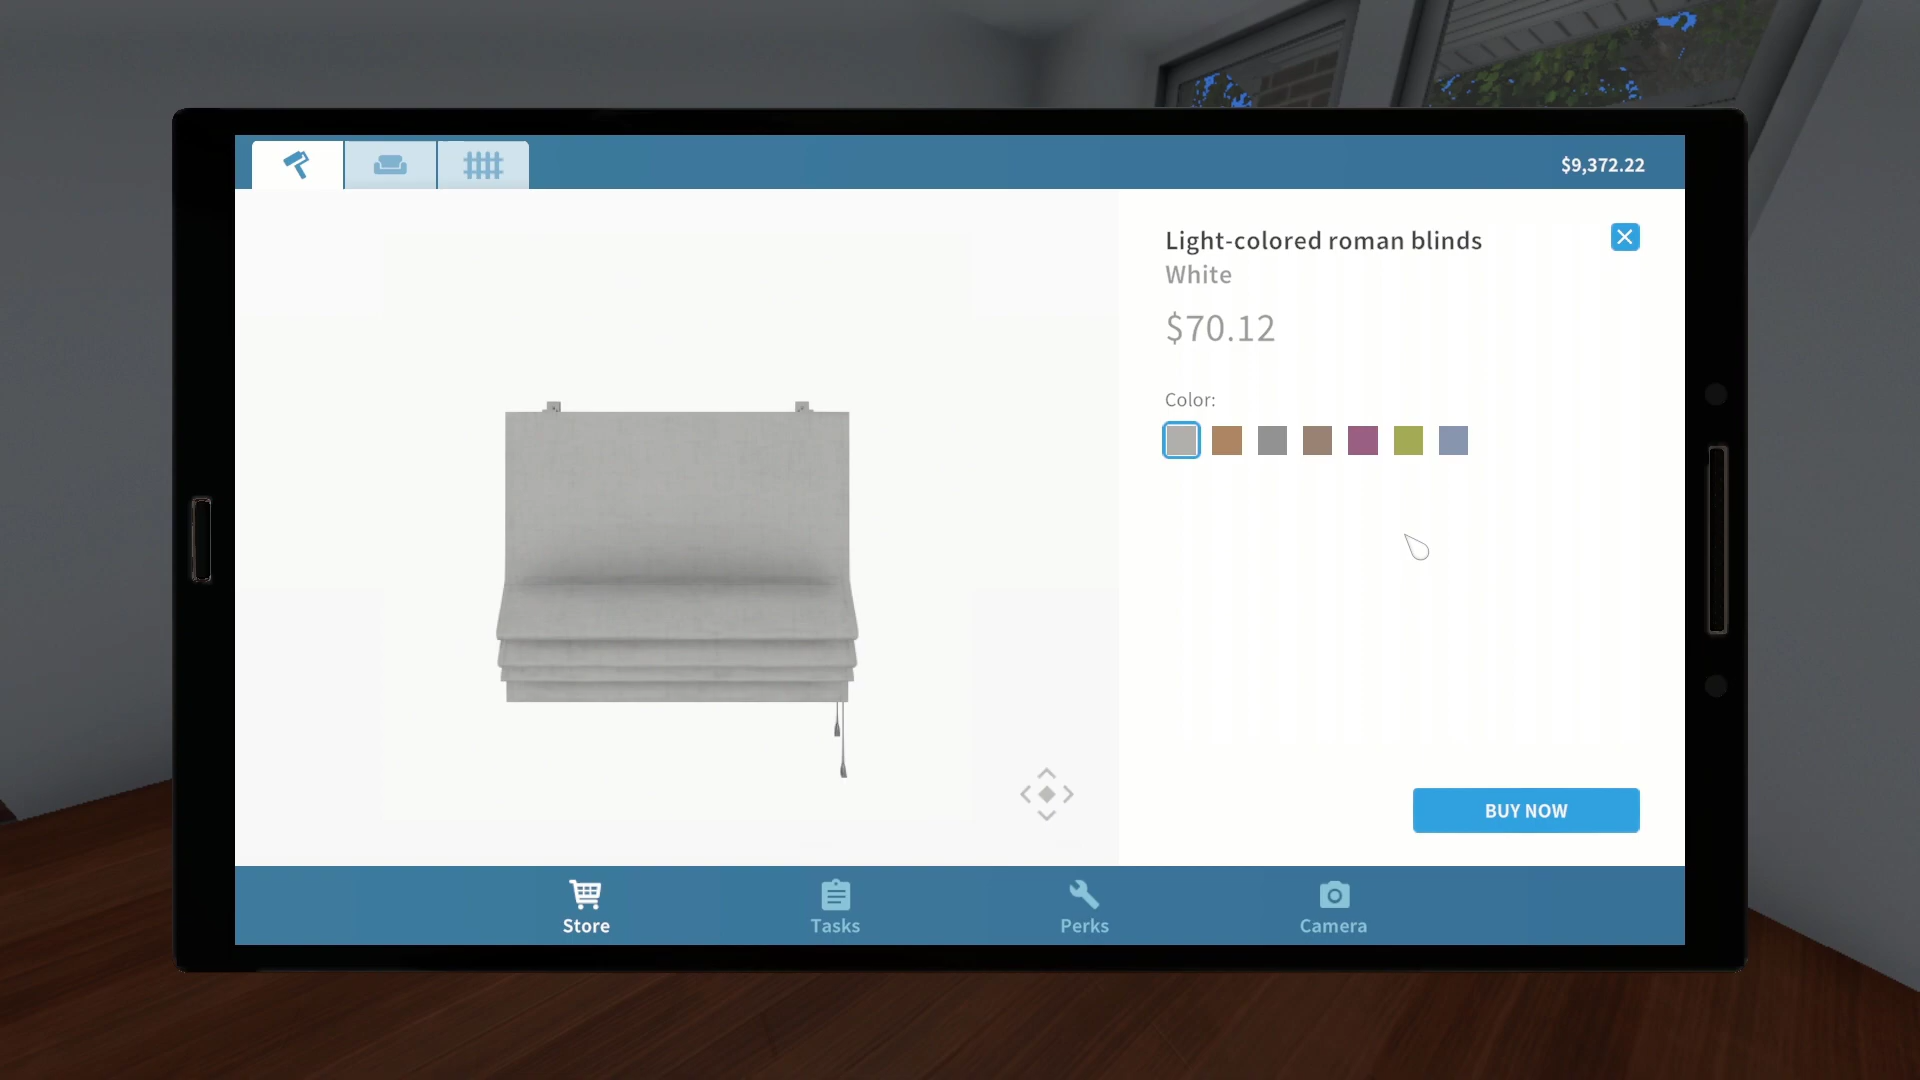 $9,372.22
Light-colored roman blinds
White
$70.12
Color:
BUY NOW
Store
Tasks
Perks
Camera